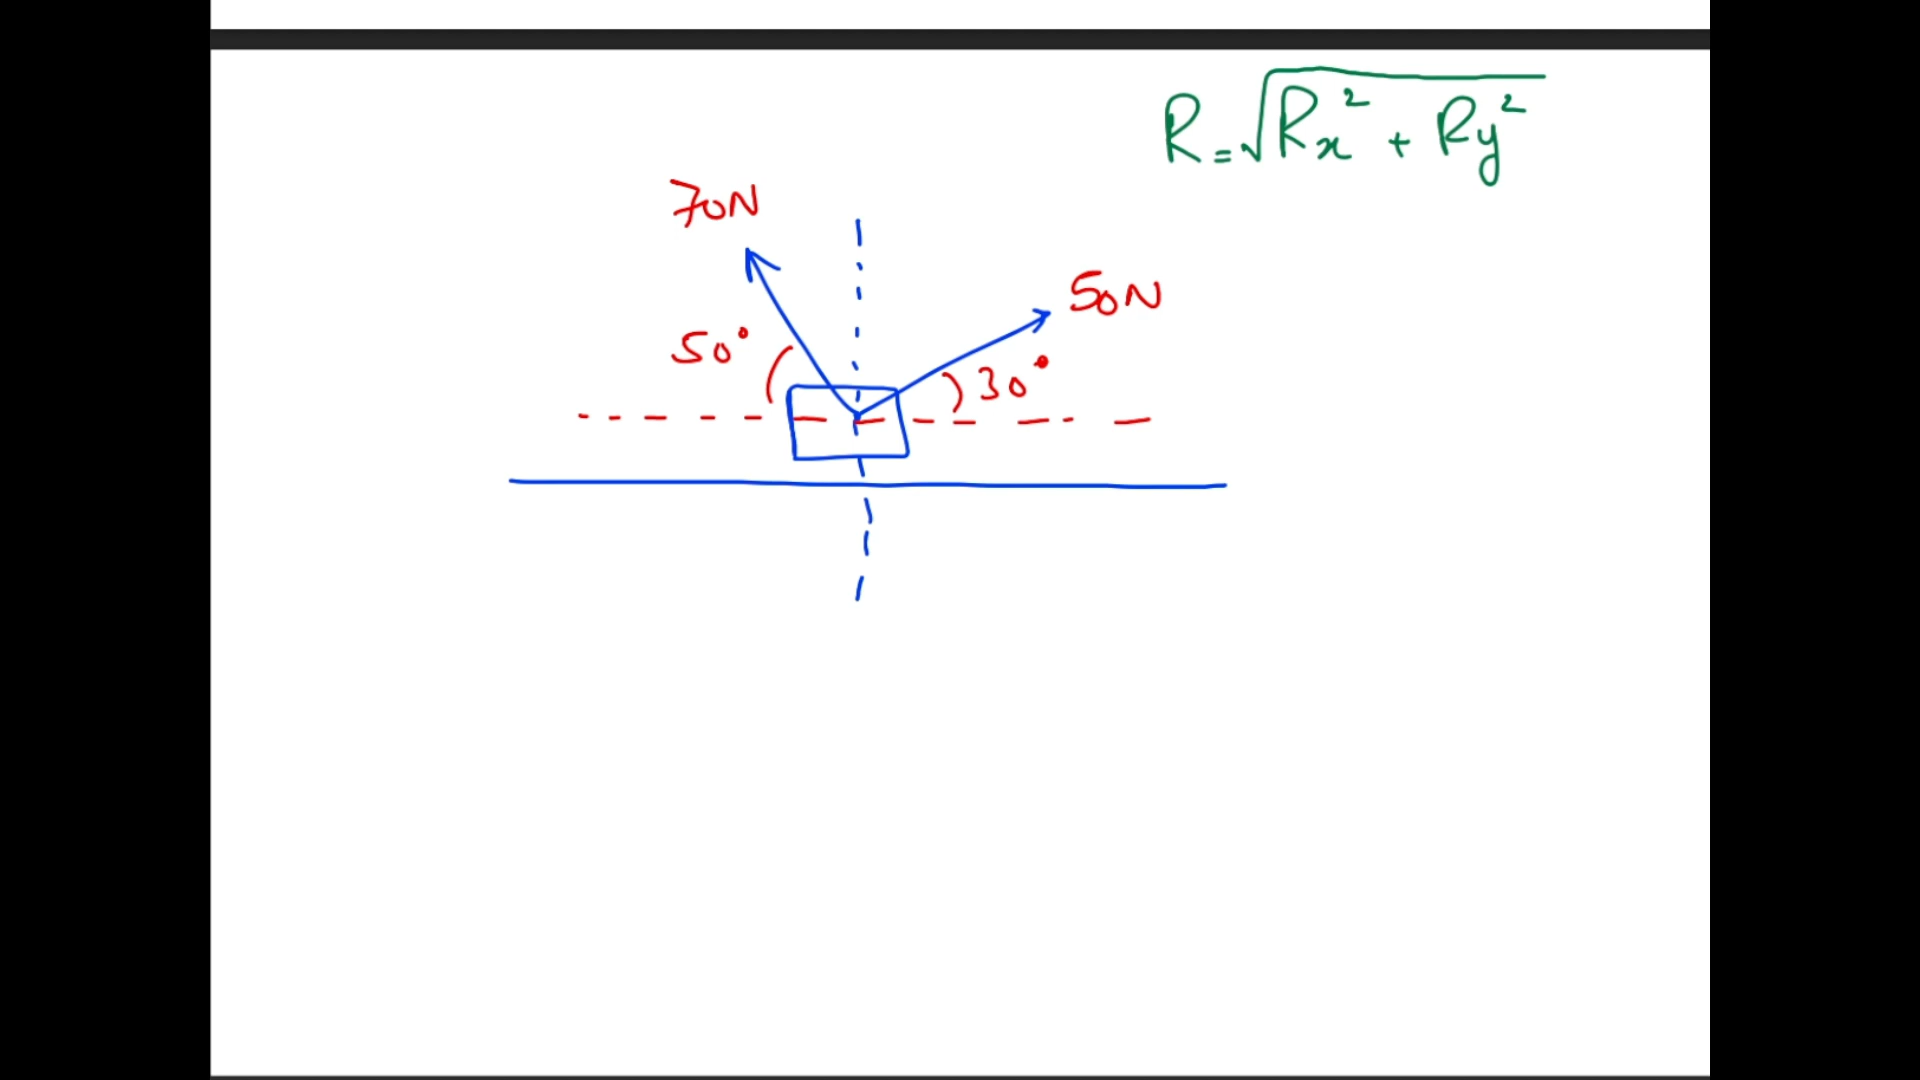 R = √Rx² + Ry²
70N
50N
50°
30°